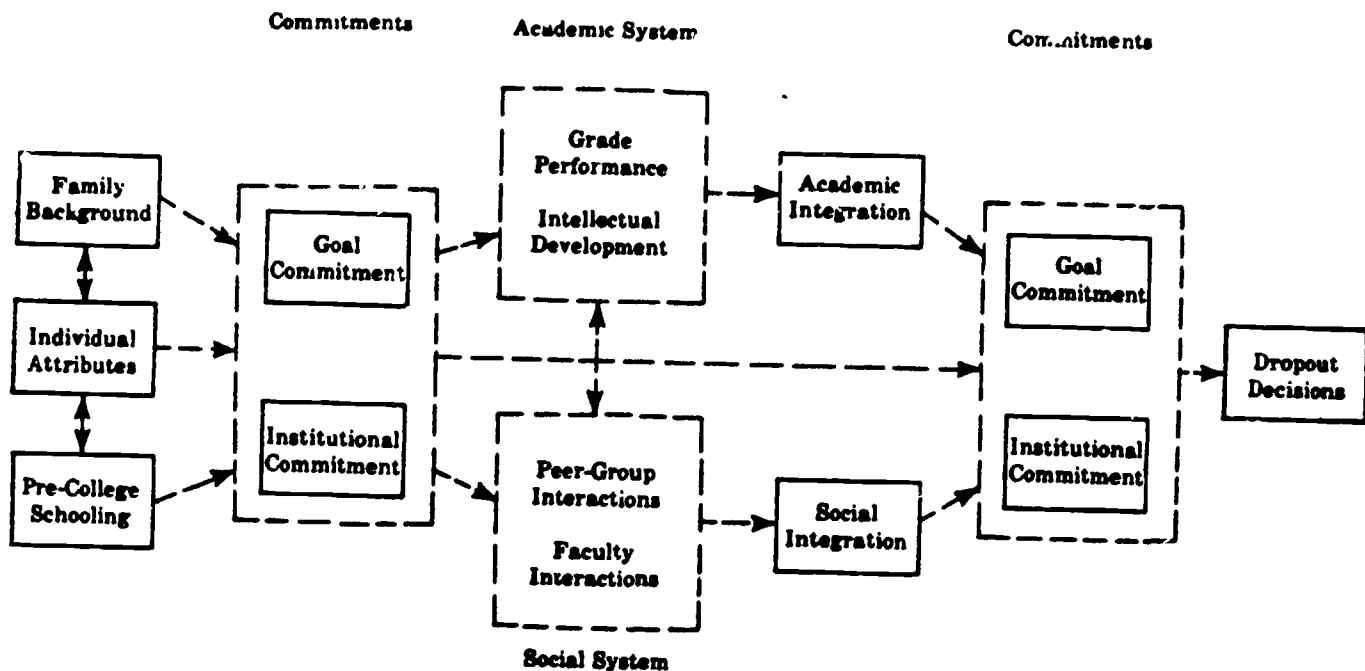 Commitments
Academic System
Commitments
Grade
Performance
Intellectual
Development
Family
Background
Academic
Integration
Goal
Commitment
Goal
Commitment
Individual
Attributes
Dropout
Decisions
Institutional
Commitment
Institutional
Commitment
Pre-College
Schooling
Peer-Group
Interactions
Faculty
Interactions
Social
Integration
Social System